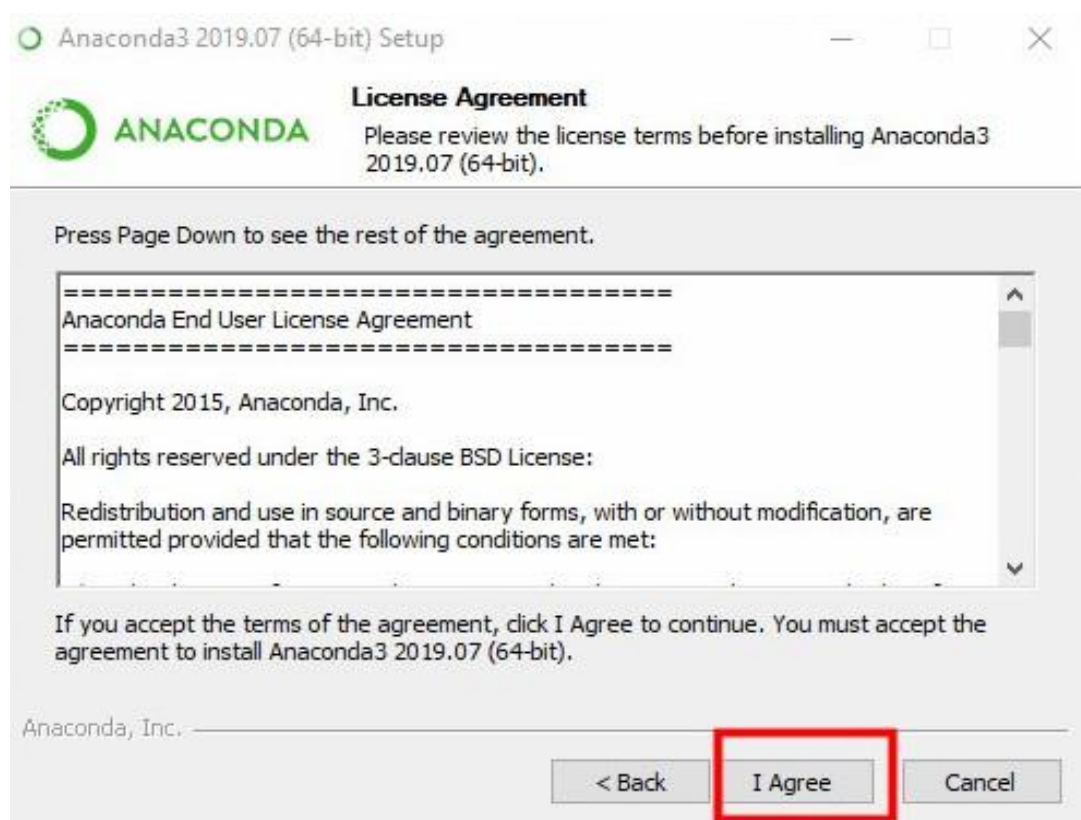 Anaconda3 2019.07 (64-bit) Setup
ANACONDA
License Agreement
Please review the license terms before installing Anaconda3
2019.07 (64-bit).
Press Page Down to see the rest of the agreement.
===================================
Anaconda End User License Agreement
===================================
Copyright 2015, Anaconda, Inc.
All rights reserved under the 3-clause BSD License:
Redistribution and use in source and binary forms, with or without modification, are
permitted provided that the following conditions are met:
If you accept the terms of the agreement, click I Agree to continue. You must accept the
agreement to install Anaconda3 2019.07 (64-bit).
Anaconda, Inc.
< Back
I Agree
Cancel